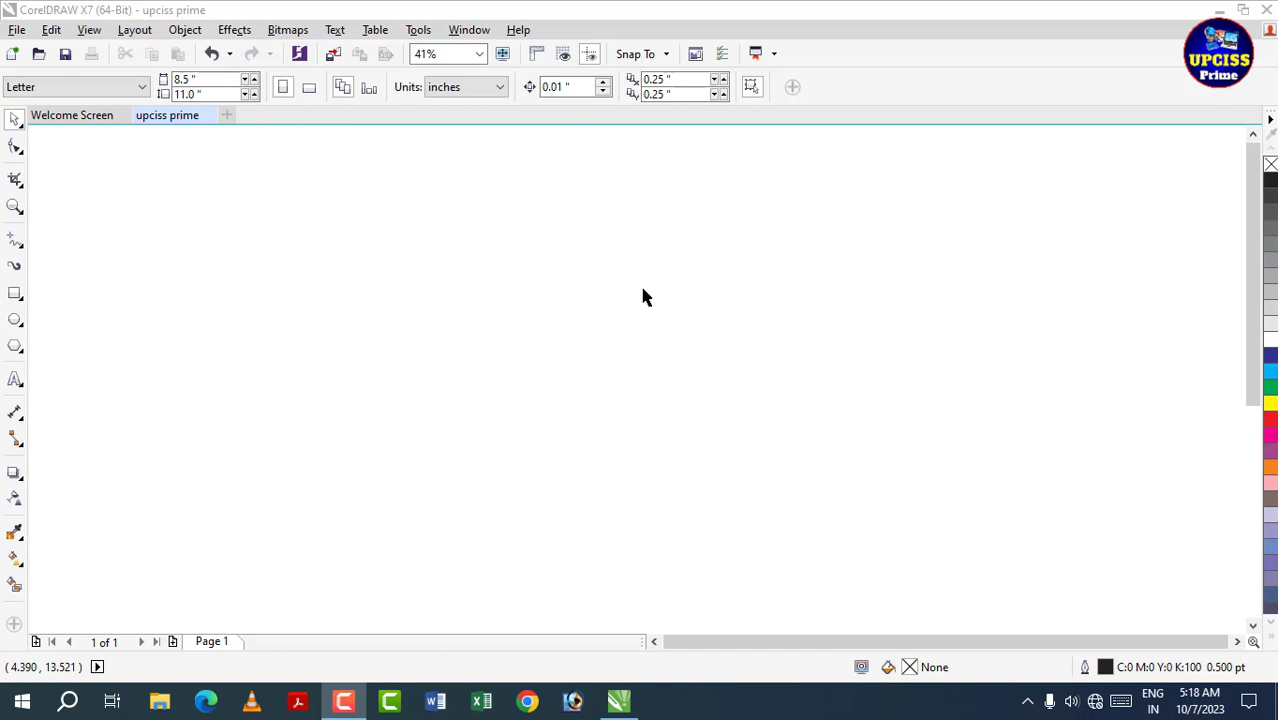 CorelDRAW X7 (64-Bit) - upciss prime
File Edit View Layout Object Effects Bitmaps Text Table Tools Window Help
41% Snap To
UPCISS
Prime
Letter 8.5 " Units: inches 0.01 " 0.25 "
11.0 " 0.25 "
Welcome Screen upciss prime
1 of 1 Page 1
( 4.390 , 13.521 ) None C:0 M:0 Y:0 K:100 0.500 pt
ENG 5:18 AM
IN 10/7/2023